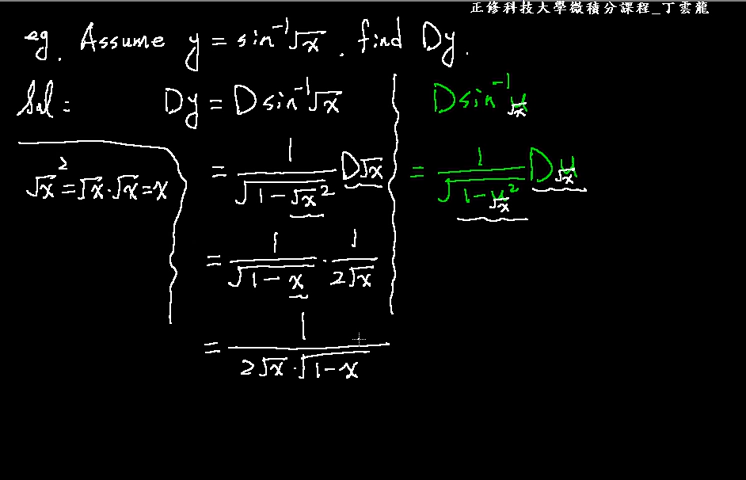 正修科技大學微積分課程_丁雲龍
eg. Assume y = sin⁻¹√x . find Dy.
Sol : Dy = D sin⁻¹√x
= 1/√(1-√x²) D√x
= 1/√(1-x) · 1/(2√x)
= 1/(2√x·√(1-x))
√x² = √x·√x = x
D sin⁻¹ u
√x
= 1/√(1-u²) D u
√x √x